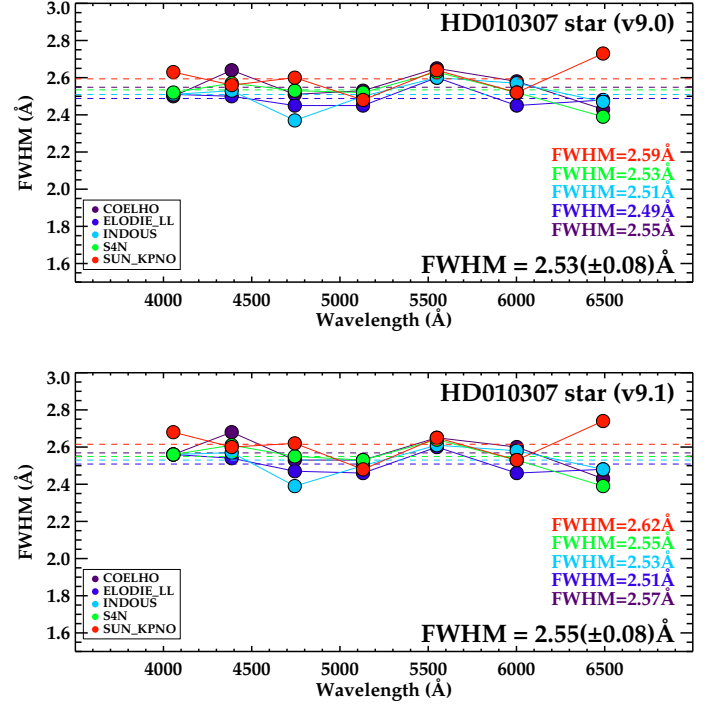 HD010307 star (v9.0)
3.0
2.8
2.6
2.4
2.2
2.0
1.8
1.6
FWHM (Å)
FWHM=2.59Å
FWHM=2.53Å
FWHM=2.51Å
FWHM=2.49Å
FWHM=2.55Å
COELHO
ELODIE_LL
INDOUS
S4N
SUN_KPNO
FWHM = 2.53(±0.08)Å
4000 4500 5000 5500 6000 6500
Wavelength (Å)
HD010307 star (v9.1)
3.0
2.8
2.6
2.4
2.2
2.0
1.8
1.6
FWHM (Å)
FWHM=2.62Å
FWHM=2.55Å
FWHM=2.53Å
FWHM=2.51Å
FWHM=2.57Å
COELHO
ELODIE_LL
INDOUS
S4N
SUN_KPNO
FWHM = 2.55(±0.08)Å
4000 4500 5000 5500 6000 6500
Wavelength (Å)